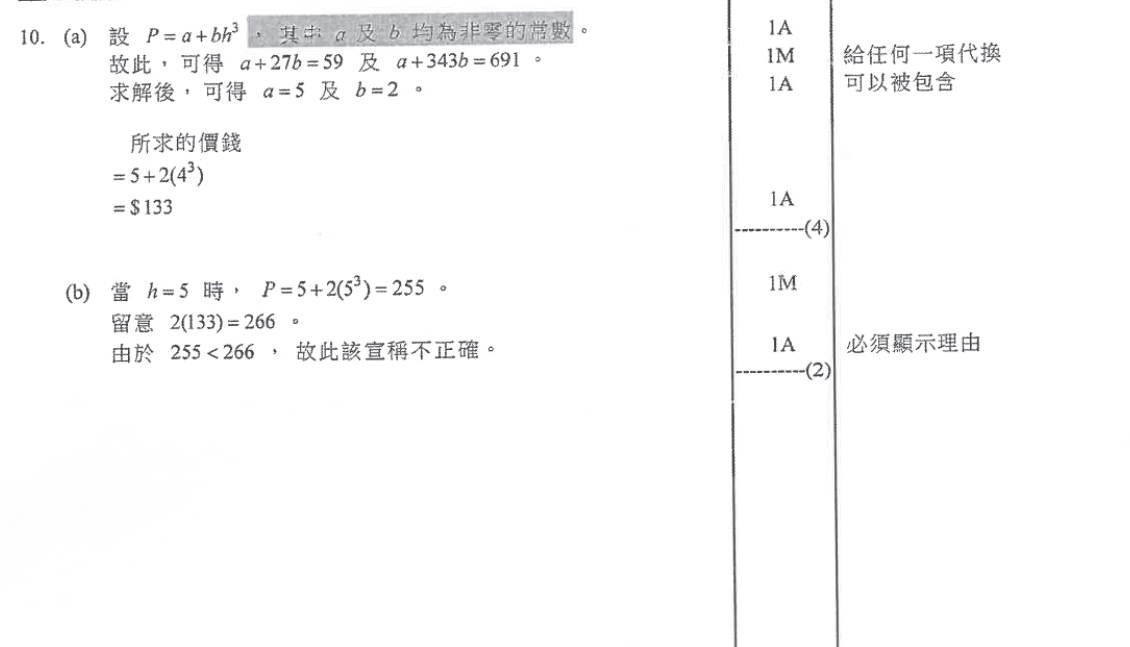 10. (a) 設 P = a + bh³ ，其中 a 及 b 均為非零的常數。 1A
故此，可得 a + 27b = 59 及 a + 343b = 691 。 1M 給任何一項代換
求解後，可得 a = 5 及 b = 2 。 1A 可以被包含
所求的價錢
= 5 + 2(4³)
= $133 1A
----------(4)
(b) 當 h = 5 時， P = 5 + 2(5³) = 255 。 1M
留意 2(133) = 266 。
由於 255 < 266 ，故此該宣稱不正確。 1A 必須顯示理由
----------(2)